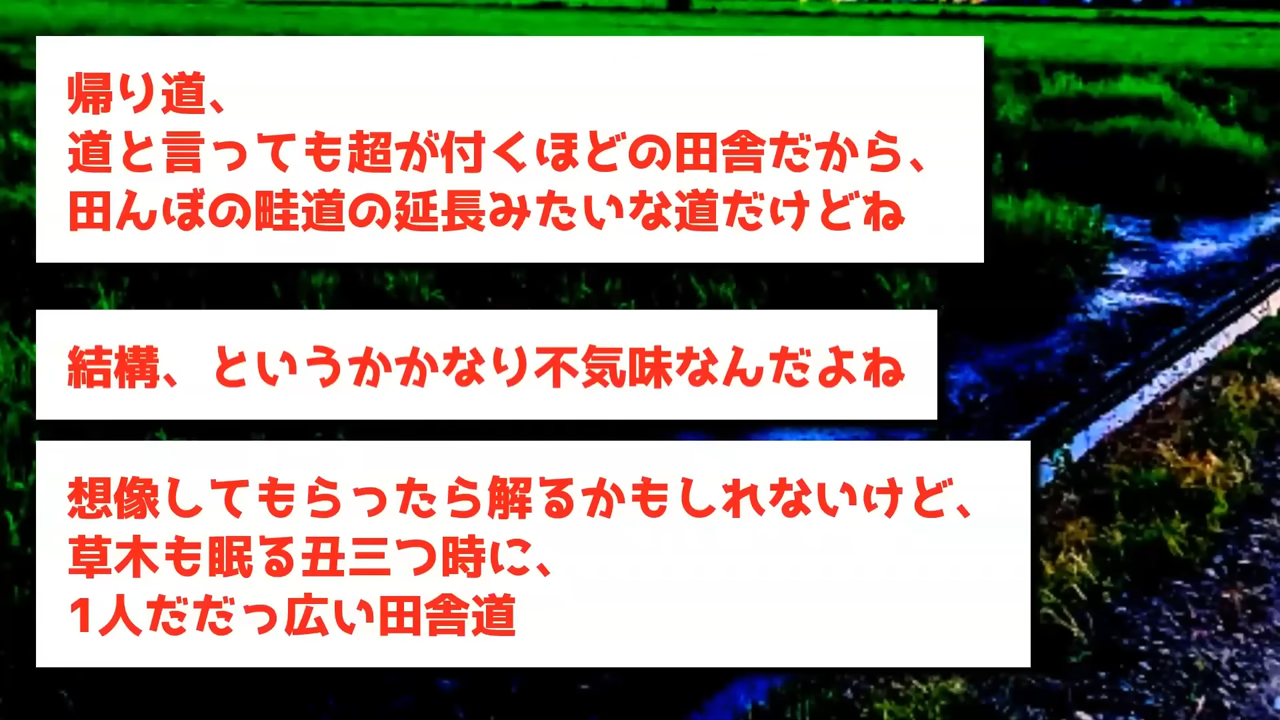 帰り道、
道と言っても超が付くほどの田舎だから、
田んぼの畦道の延長みたいな道だけどね
結構、というかかなり不気味なんだよね
想像してもらったら解るかもしれないけど、
草木も眠る丑三つ時に、
1人だだっ広い田舎道